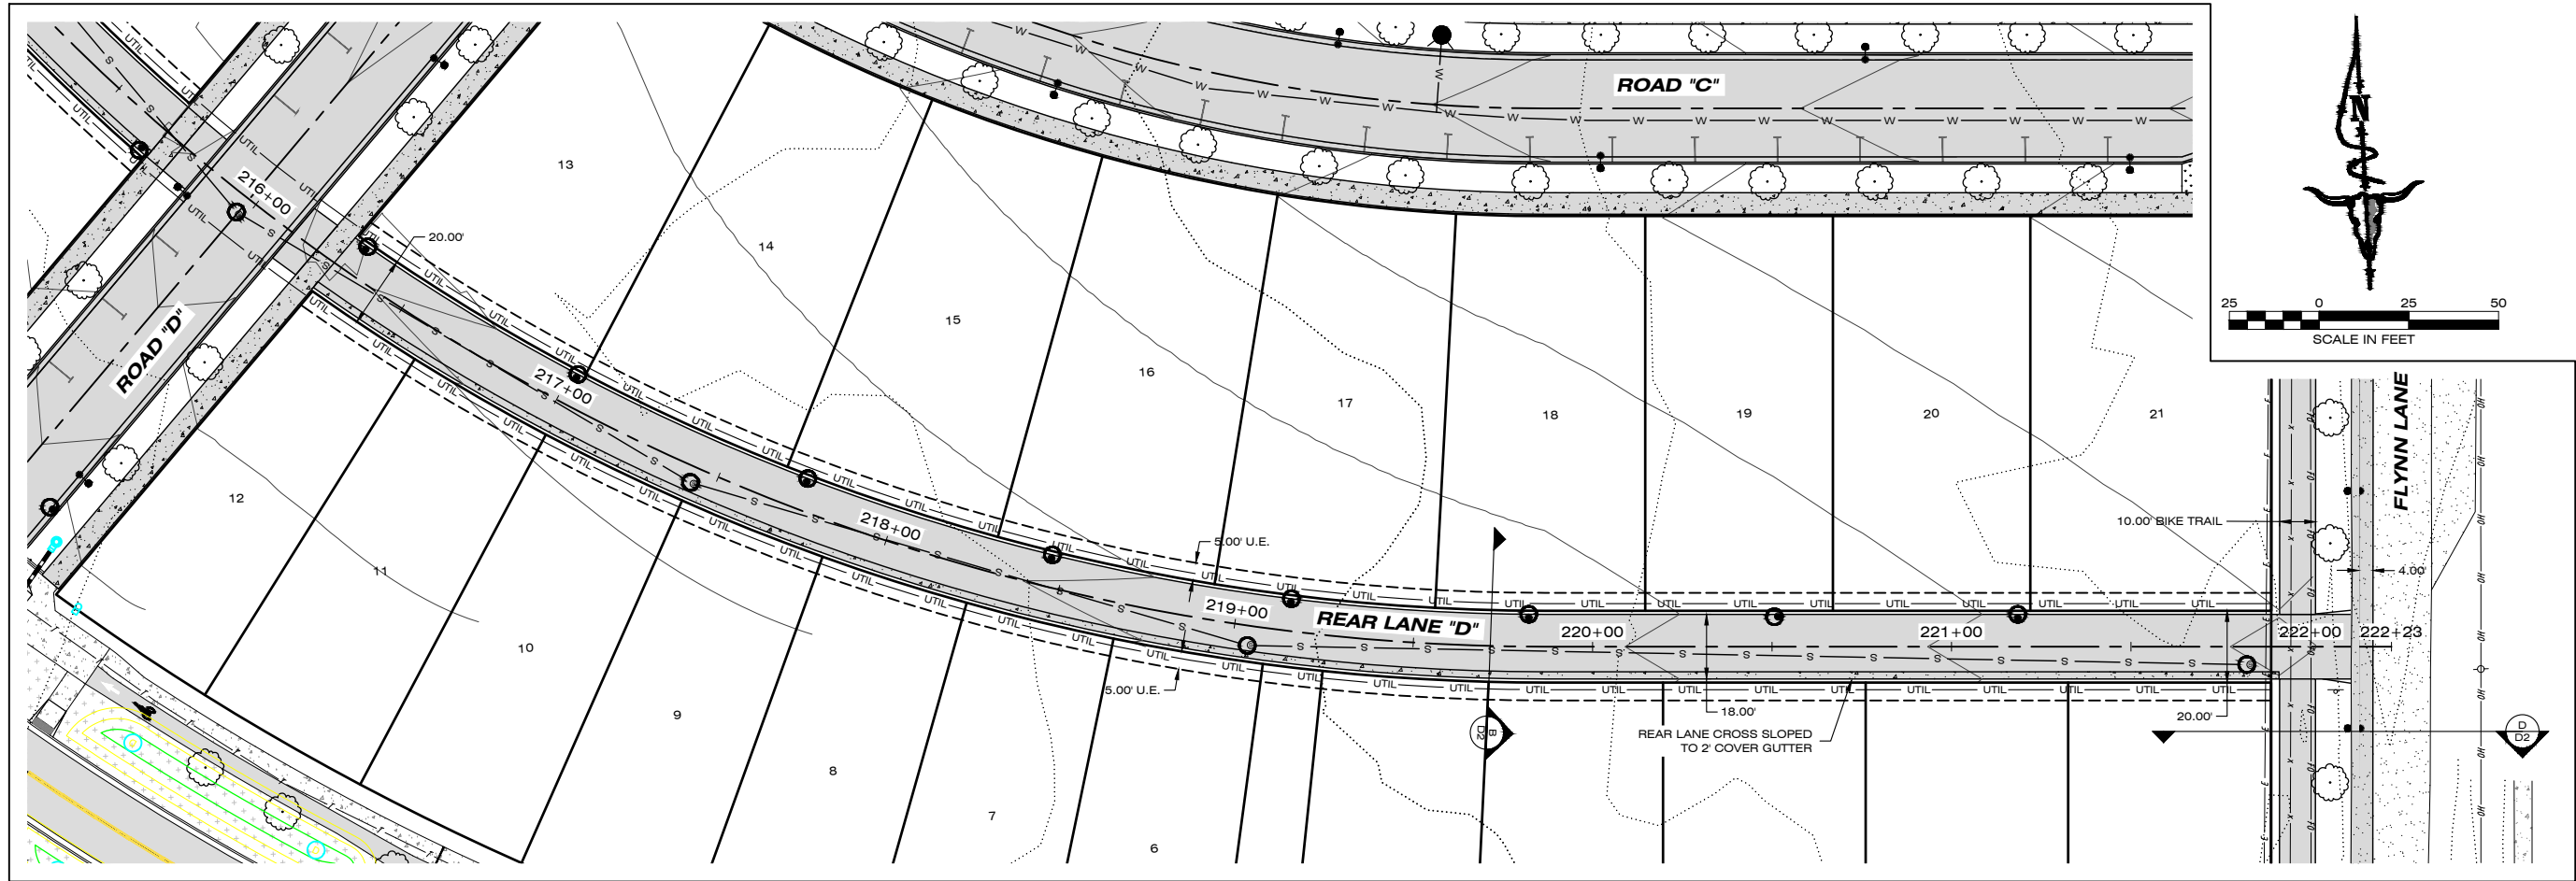 ROAD "C"
N
25 0 25 50
SCALE IN FEET
216+00
20.00'
ROAD "D"
13
14
15
16
17
18
19
20
21
217+00
218+00
219+00
REAR LANE "D"
220+00
221+00
222+00
222+23
5.00' U.E.
5.00' U.E.
10.00' BIKE TRAIL
FLYNN LANE
4.00'
12
11
10
9
8
7
6
18.00'
20.00'
REAR LANE CROSS SLOPED
TO 2' COVER GUTTER
B
D2
D
D2
UTIL
S
W
OH
FO